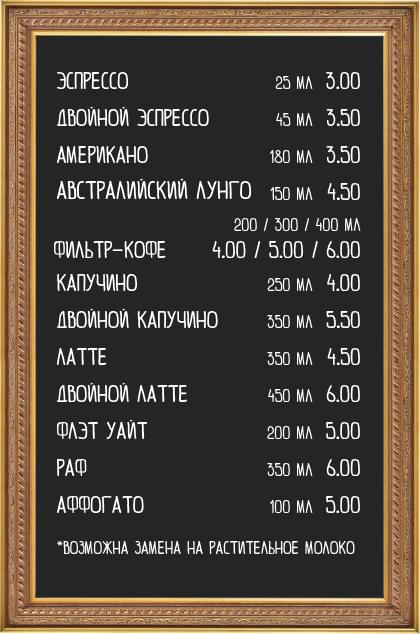 ЭСПРЕССО 25 МЛ 3.00
ДВОЙНОЙ ЭСПРЕССО 45 МЛ 3.50
АМЕРИКАНО 180 МЛ 3.50
АВСТРАЛИЙСКИЙ ЛУНГО 150 МЛ 4.50
200 / 300 / 400 МЛ
ФИЛЬТР-КОФЕ 4.00 / 5.00 / 6.00
КАПУЧИНО 250 МЛ 4.00
ДВОЙНОЙ КАПУЧИНО 350 МЛ 5.50
ЛАТТЕ 350 МЛ 4.50
ДВОЙНОЙ ЛАТТЕ 450 МЛ 6.00
ФЛЭТ УАЙТ 200 МЛ 5.00
РАФ 350 МЛ 6.00
АФФОГАТО 100 МЛ 5.00
*ВОЗМОЖНА ЗАМЕНА НА РАСТИТЕЛЬНОЕ МОЛОКО